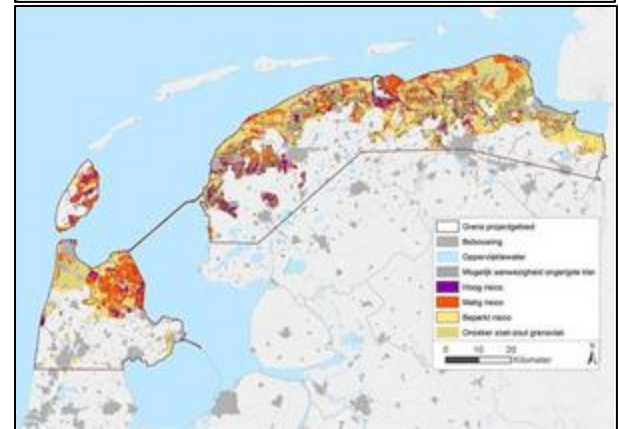 Grens projectgebied
Bebouwing
Oppervlaktewater
Mogelijk aanwezigheid ongerijpte klei
Hoog risico
Matig risico
Beperkt risico
Onzeker zoet-zout grensvlak
0 10 20
Kilometer
N